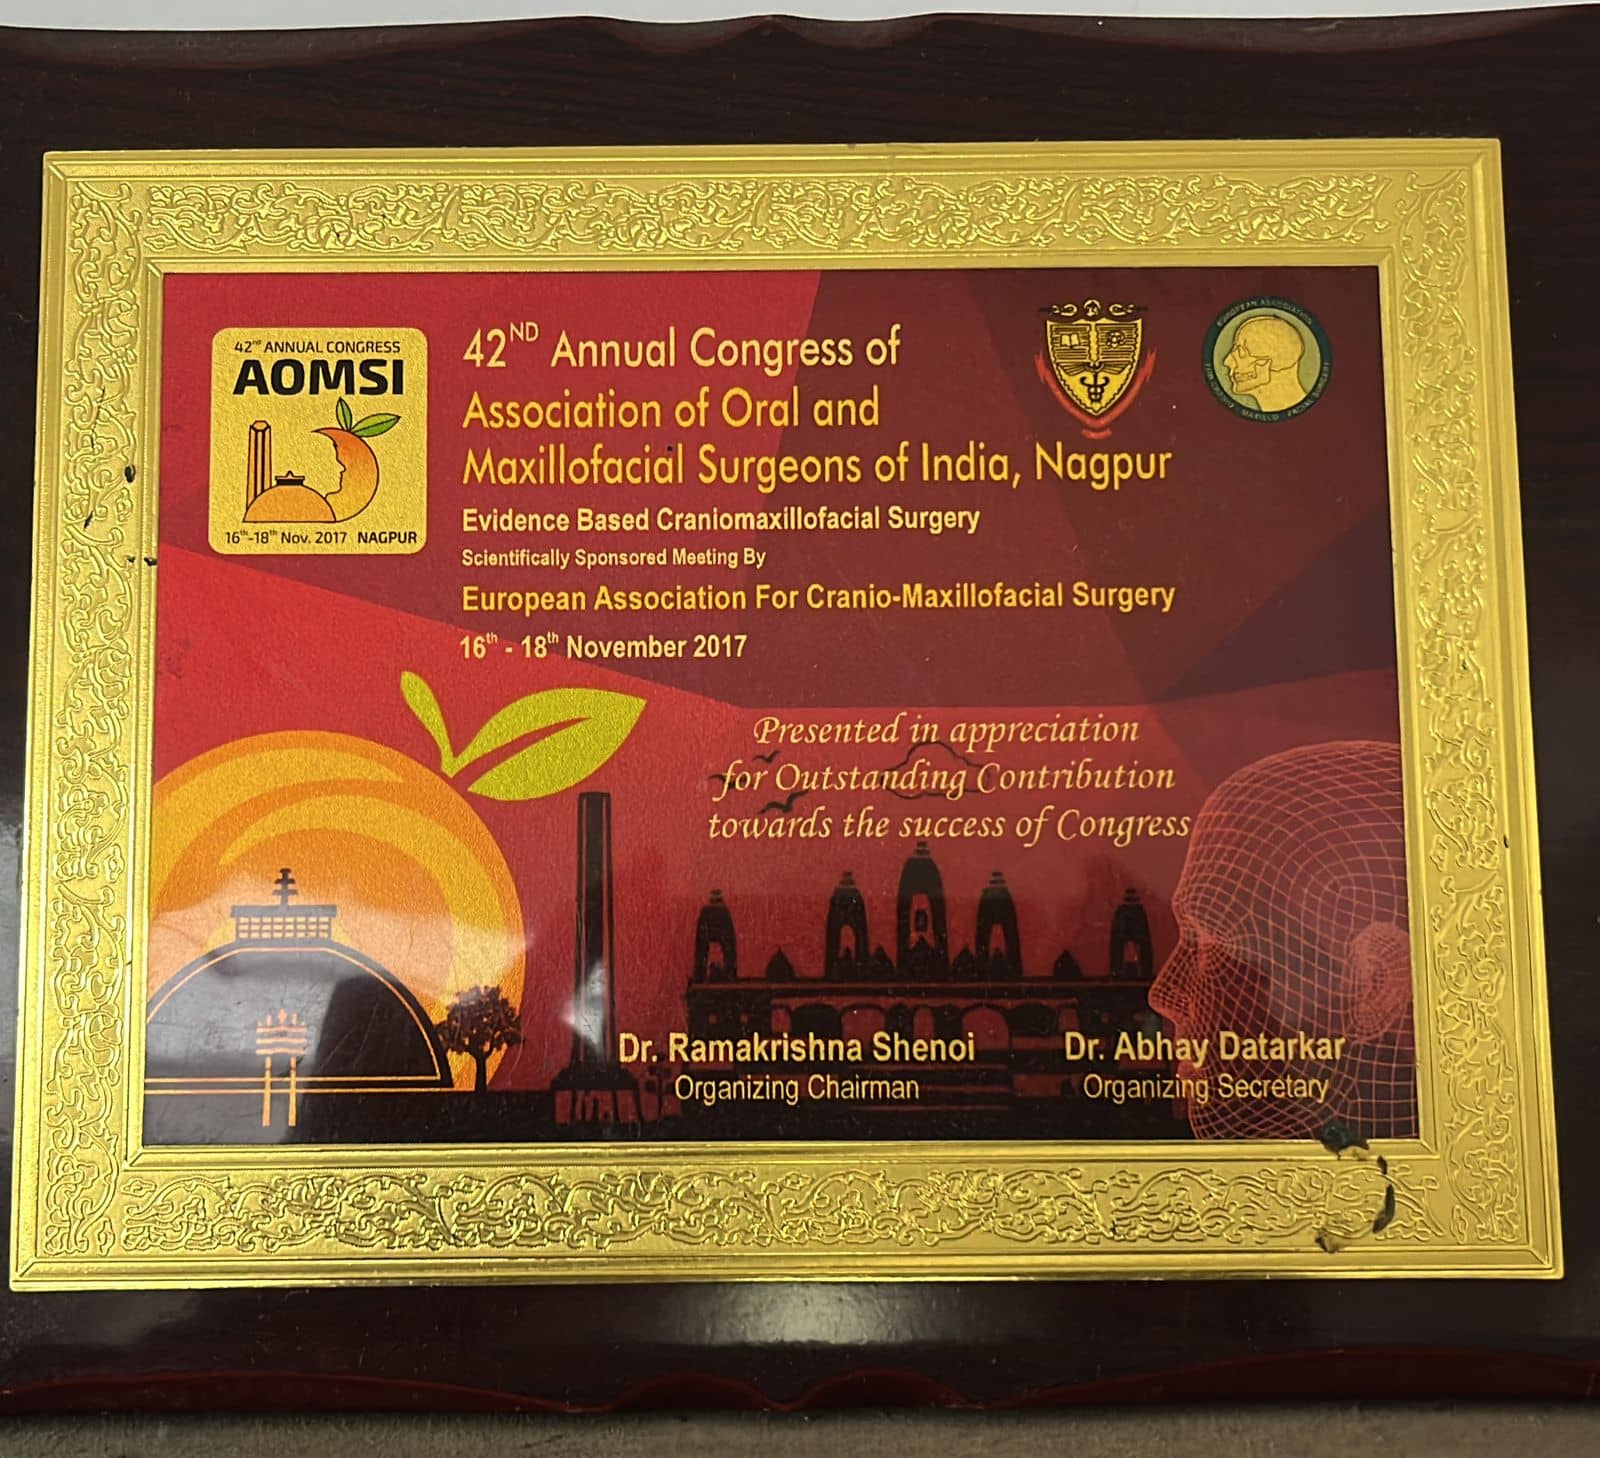 42nd ANNUAL CONGRESS
AOMSI
16th-18th Nov. 2017 NAGPUR
42ND Annual Congress of
Association of Oral and
Maxillofacial Surgeons of India, Nagpur
Evidence Based Craniomaxillofacial Surgery
Scientifically Sponsored Meeting By
European Association For Cranio-Maxillofacial Surgery
16th - 18th November 2017
EUROPEAN ASSOCIATION
Presented in appreciation
for Outstanding Contribution
towards the success of Congress
Dr. Ramakrishna Shenoi
Organizing Chairman
Dr. Abhay Datarkar
Organizing Secretary